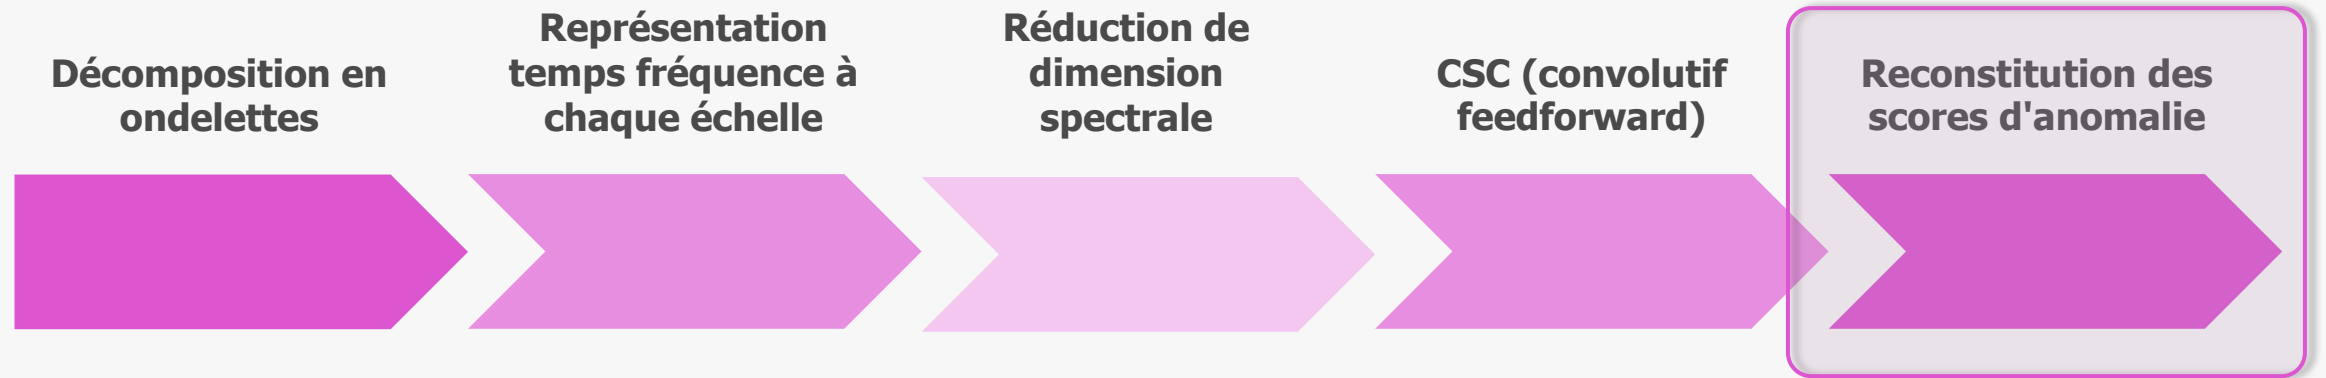 Décomposition en
ondelettes
Représentation
temps fréquence à
chaque échelle
Réduction de
dimension
spectrale
CSC (convolutif
feedforward)
Reconstitution des
scores d'anomalie